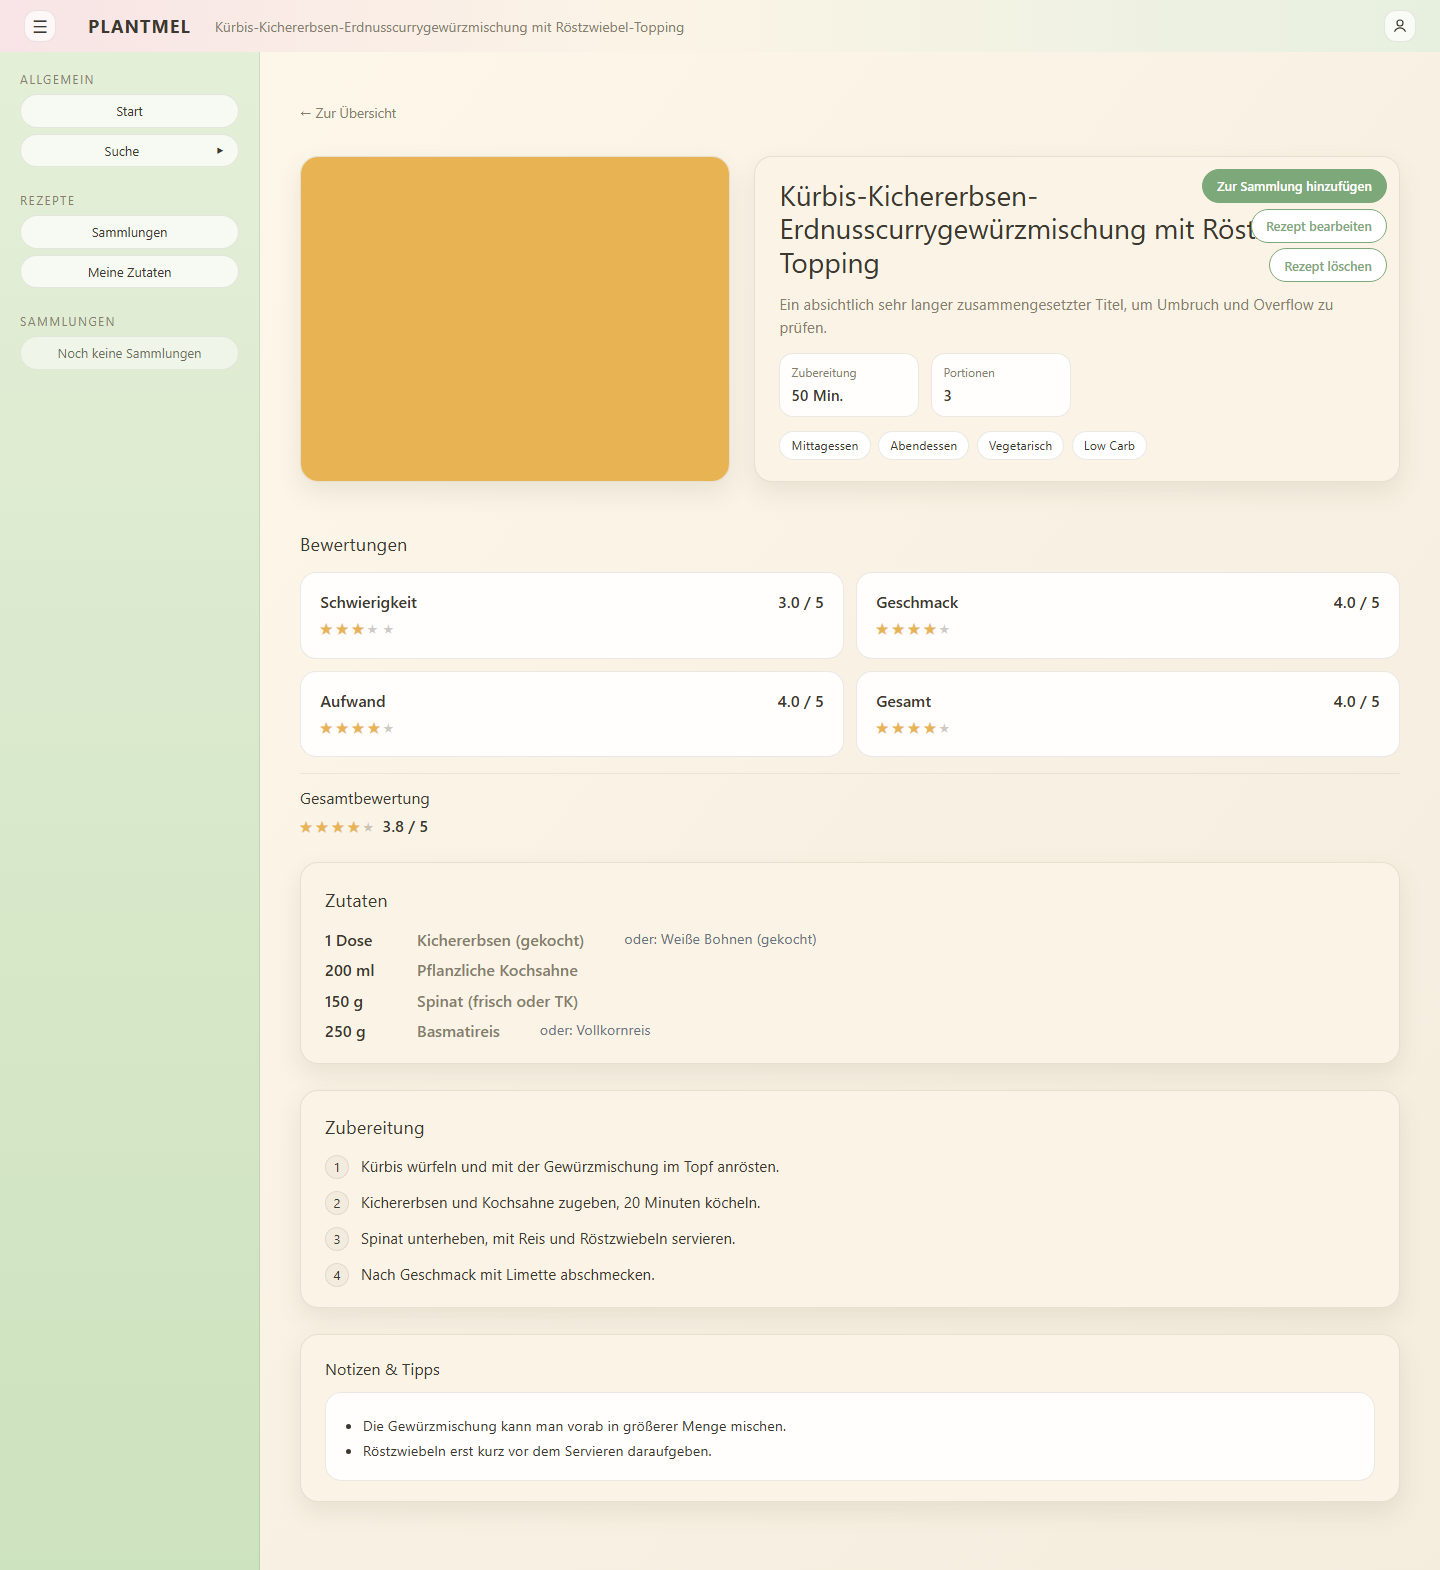 ☰ PLANTMEL Kürbis-Kichererbsen-Erdnusscurrygewürzmischung mit Röstzwiebel-Topping
ALLGEMEIN
Start
Suche ▸
REZEPTE
Sammlungen
Meine Zutaten
SAMMLUNGEN
Noch keine Sammlungen
← Zur Übersicht
Kürbis-Kichererbsen-
Erdnusscurrygewürzmischung mit
Topping
Zur Sammlung hinzufügen
Rezept bearbeiten
Rezept löschen
Ein absichtlich sehr langer zusammengesetzter Titel, um Umbruch und Overflow zu
prüfen.
Zubereitung
50 Min.
Portionen
3
Mittagessen Abendessen Vegetarisch Low Carb
Bewertungen
Schwierigkeit 3.0 / 5
★★★★★
Geschmack 4.0 / 5
★★★★★
Aufwand 4.0 / 5
★★★★★
Gesamt 4.0 / 5
★★★★★
Gesamtbewertung
★★★★★ 3.8 / 5
Zutaten
1 Dose Kichererbsen (gekocht) oder: Weiße Bohnen (gekocht)
200 ml Pflanzliche Kochsahne
150 g Spinat (frisch oder TK)
250 g Basmatireis oder: Vollkornreis
Zubereitung
1 Kürbis würfeln und mit der Gewürzmischung im Topf anrösten.
2 Kichererbsen und Kochsahne zugeben, 20 Minuten köcheln.
3 Spinat unterheben, mit Reis und Röstzwiebeln servieren.
4 Nach Geschmack mit Limette abschmecken.
Notizen & Tipps
• Die Gewürzmischung kann man vorab in größerer Menge mischen.
• Röstzwiebeln erst kurz vor dem Servieren daraufgeben.